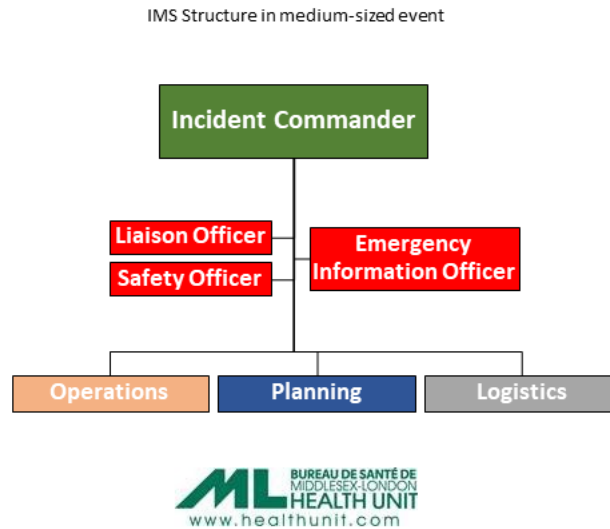 IMS Structure in medium-sized event
Incident Commander
Liaison Officer
Safety Officer
Emergency
Information Officer
Operations
Planning
Logistics
ML
BUREAU DE SANTÉ DE
MIDDLESEX-LONDON
HEALTH UNIT
www.healthunit.com